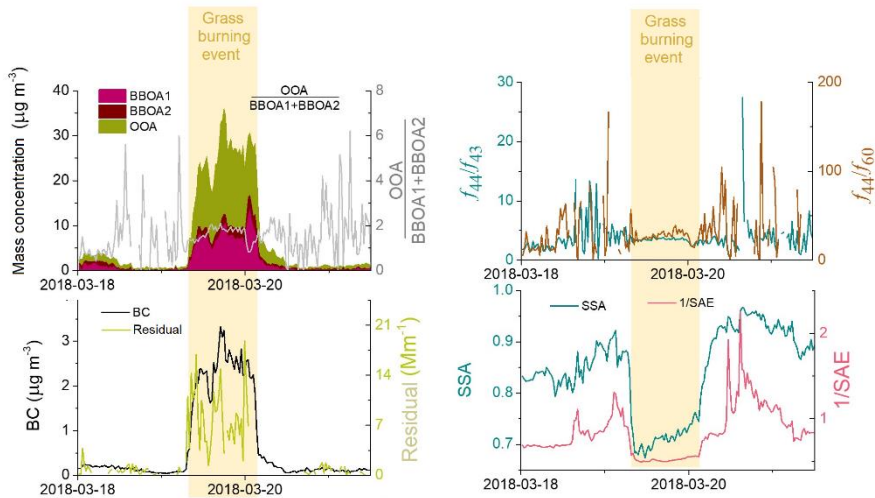 Grass
burning
event
40
30
20
10
0
Mass concentration (μg m⁻³)
BBOA1
BBOA2
OOA
OOA
BBOA1+BBOA2
8
6
4
2
0
OOA
BBOA1+BBOA2
2018-03-18
2018-03-20
Grass
burning
event
30
20
10
0
f44/f43
200
100
0
f44/f60
2018-03-18
2018-03-20
4
3
2
1
0
BC (μg m⁻³)
BC
Residual
21
14
7
0
Residual (Mm⁻¹)
2018-03-18
2018-03-20
1.0
0.9
0.8
0.7
SSA
SSA
1/SAE
2
1
1/SAE
2018-03-18
2018-03-20